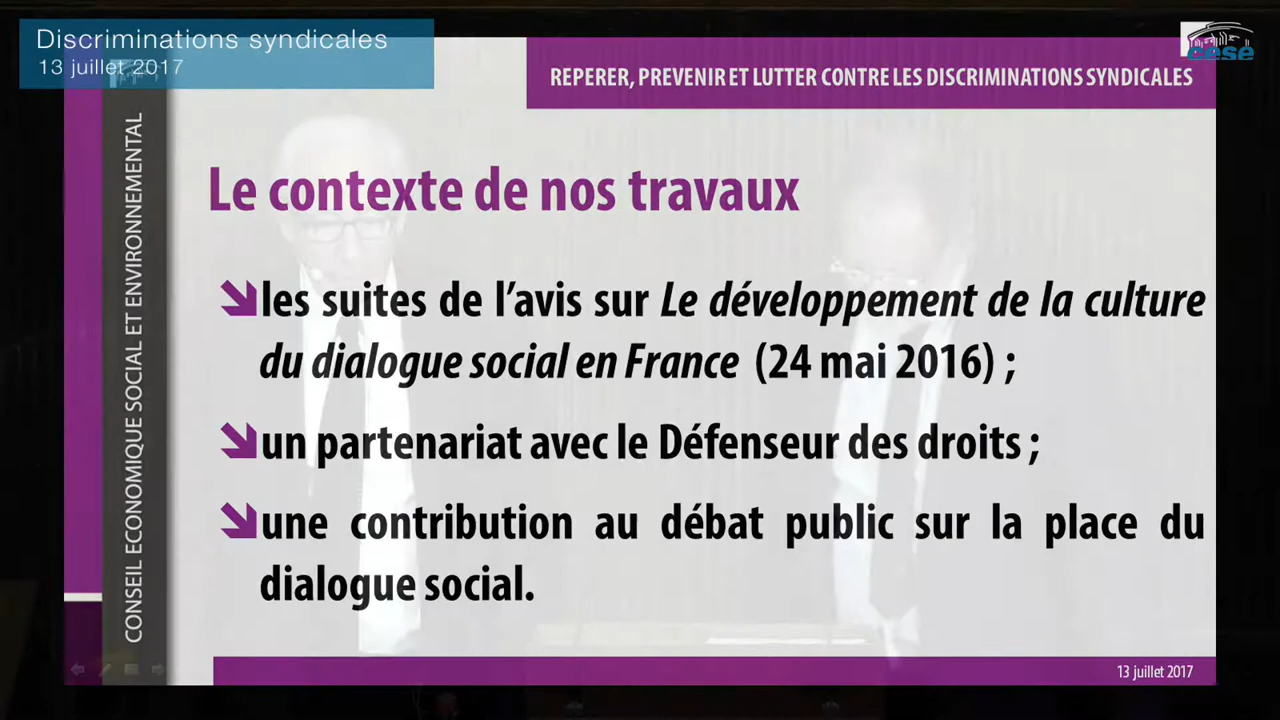 Discriminations syndicales
13 juillet 2017
cese
REPERER, PREVENIR ET LUTTER CONTRE LES DISCRIMINATIONS SYNDICALES
CONSEIL ECONOMIQUE SOCIAL ET ENVIRONNEMENTAL
Le contexte de nos travaux
les suites de l’avis sur Le développement de la culture
du dialogue social en France (24 mai 2016) ;
un partenariat avec le Défenseur des droits ;
une contribution au débat public sur la place du
dialogue social.
13 juillet 2017